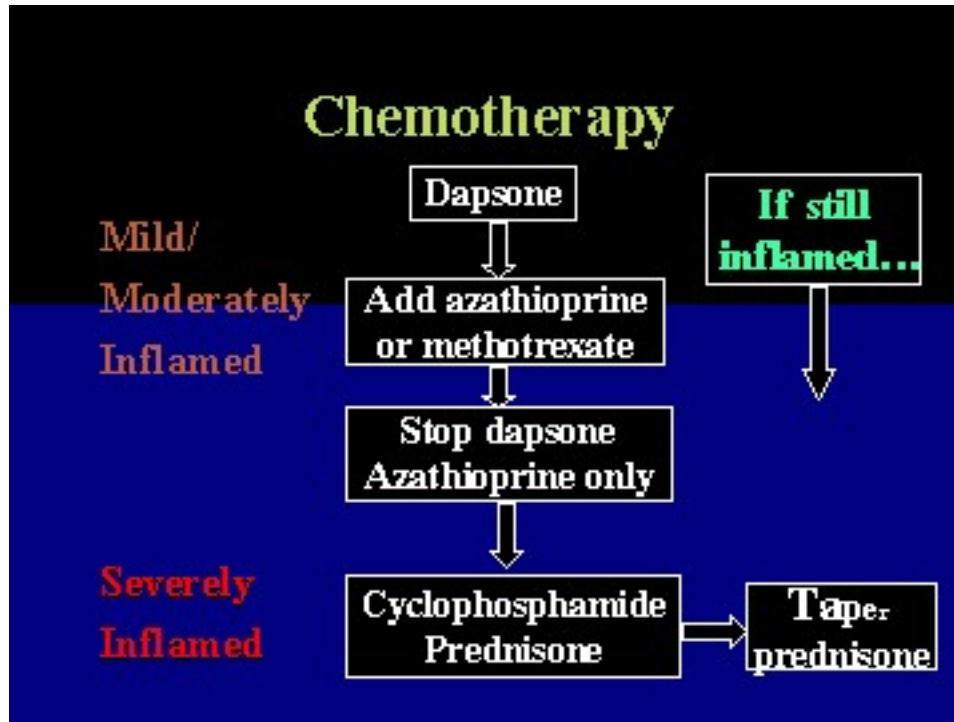 Chemotherapy
Dapsone
If still
inflamed...
Mild/
Moderately
Inflamed
Add azathioprine
or methotrexate
Stop dapsone
Azathioprine only
Severely
Inflamed
Cyclophosphamide
Prednisone
Taper
prednisone